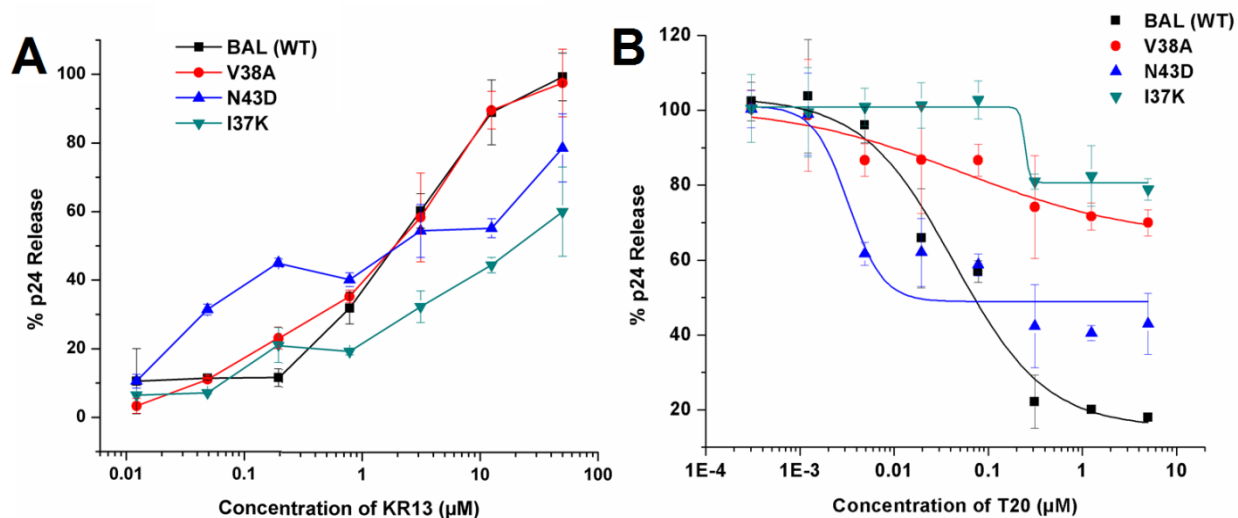 A
BAL (WT)
V38A
N43D
I37K
100
80
60
40
20
0
% p24 Release
0.01
0.1
1
10
100
Concentration of KR13 (µM)
B
BAL (WT)
V38A
N43D
I37K
120
100
80
60
40
20
% p24 Release
1E-4
1E-3
0.01
0.1
1
10
Concentration of T20 (µM)